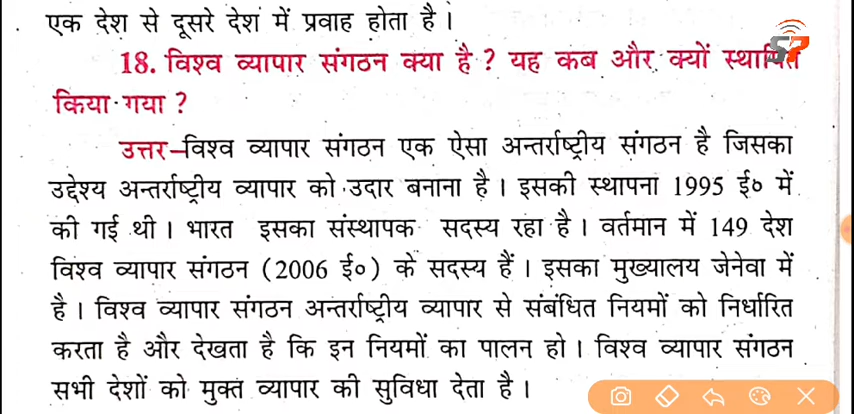 एक देश से दूसरे देश में प्रवाह होता है।
18. विश्व व्यापार संगठन क्या है ? यह कब और क्यों स्थापित
किया गया ?
उत्तर–विश्व व्यापार संगठन एक ऐसा अन्तर्राष्ट्रीय संगठन है जिसका
उद्देश्य अन्तर्राष्ट्रीय व्यापार को उदार बनाना है। इसकी स्थापना 1995 ई० में
की गई थी। भारत इसका संस्थापक सदस्य रहा है। वर्तमान में 149 देश
विश्व व्यापार संगठन (2006 ई०) के सदस्य हैं। इसका मुख्यालय जेनेवा में
है। विश्व व्यापार संगठन अन्तर्राष्ट्रीय व्यापार से संबंधित नियमों को निर्धारित
करता है और देखता है कि इन नियमों का पालन हो। विश्व व्यापार संगठन
सभी देशों को मुक्त व्यापार की सुविधा देता है।